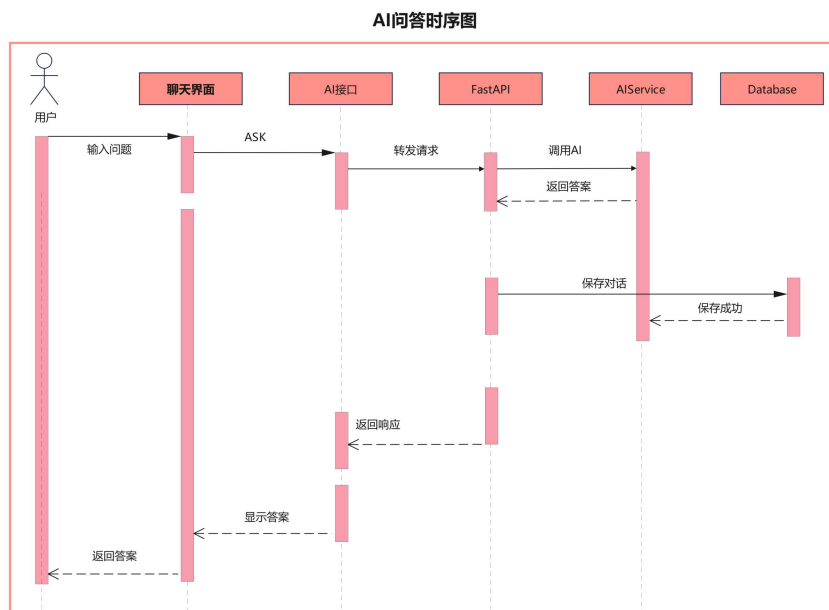 AI问答时序图
用户
聊天界面
AI接口
FastAPI
AIService
Database
输入问题
ASK
转发请求
调用AI
返回答案
保存对话
保存成功
返回响应
显示答案
返回答案